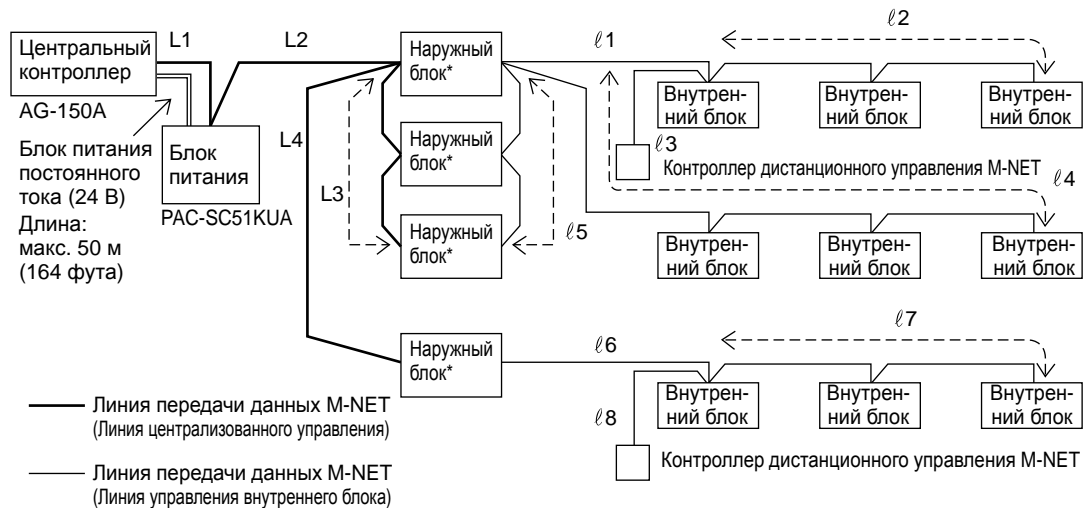 Центральный
контроллер
AG-150A
L1
L2
Блок питания
постоянного
тока (24 В)
Длина:
макс. 50 м
(164 фута)
Блок
питания
PAC-SC51KUA
L4
L3
Наружный
блок*
Наружный
блок*
Наружный
блок*
ℓ1
ℓ2
Внутрен-
ний блок
Внутрен-
ний блок
Внутрен-
ний блок
ℓ3
Контроллер дистанционного управления M-NET
ℓ4
ℓ5
Внутрен-
ний блок
Внутрен-
ний блок
Внутрен-
ний блок
Наружный
блок*
ℓ6
ℓ7
Внутрен-
ний блок
Внутрен-
ний блок
Внутрен-
ний блок
ℓ8
Контроллер дистанционного управления M-NET
Линия передачи данных M-NET
(Линия централизованного управления)
Линия передачи данных M-NET
(Линия управления внутреннего блока)